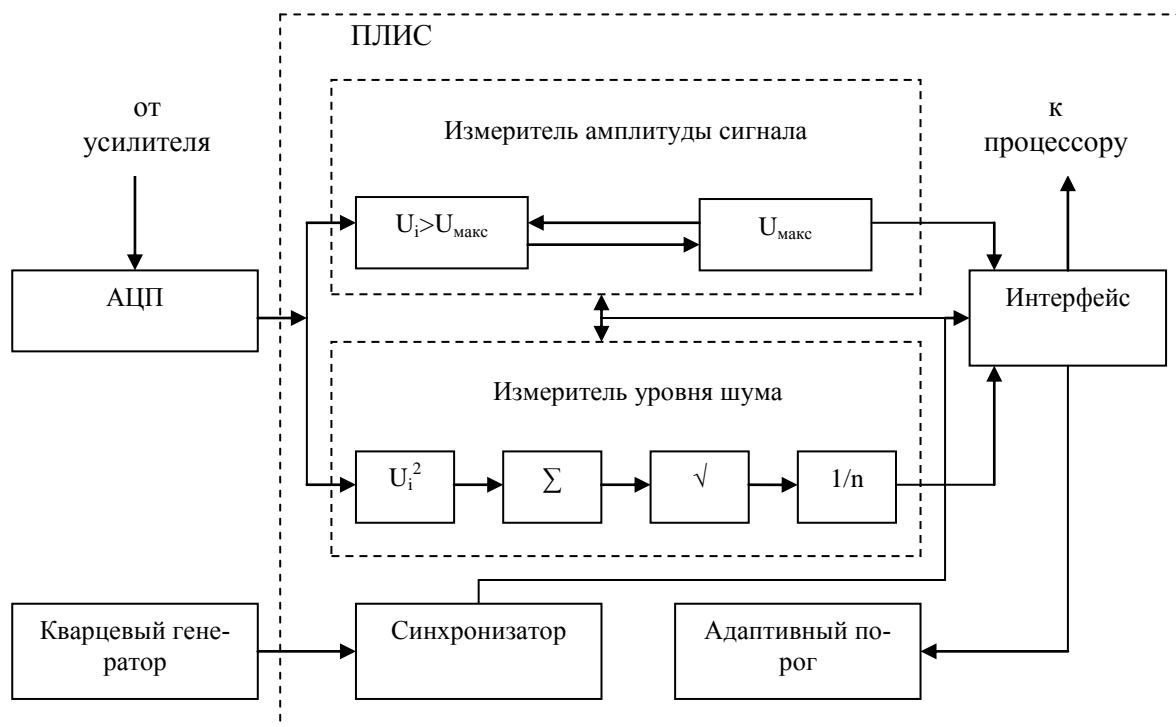 ПЛИС
от
усилителя
Измеритель амплитуды сигнала
к
процессору
Uᵢ>Uмакс
Uмакс
АЦП
Интерфейс
Измеритель уровня шума
Uᵢ²
∑
√
1/n
Кварцевый гене-
ратор
Синхронизатор
Адаптивный по-
рог